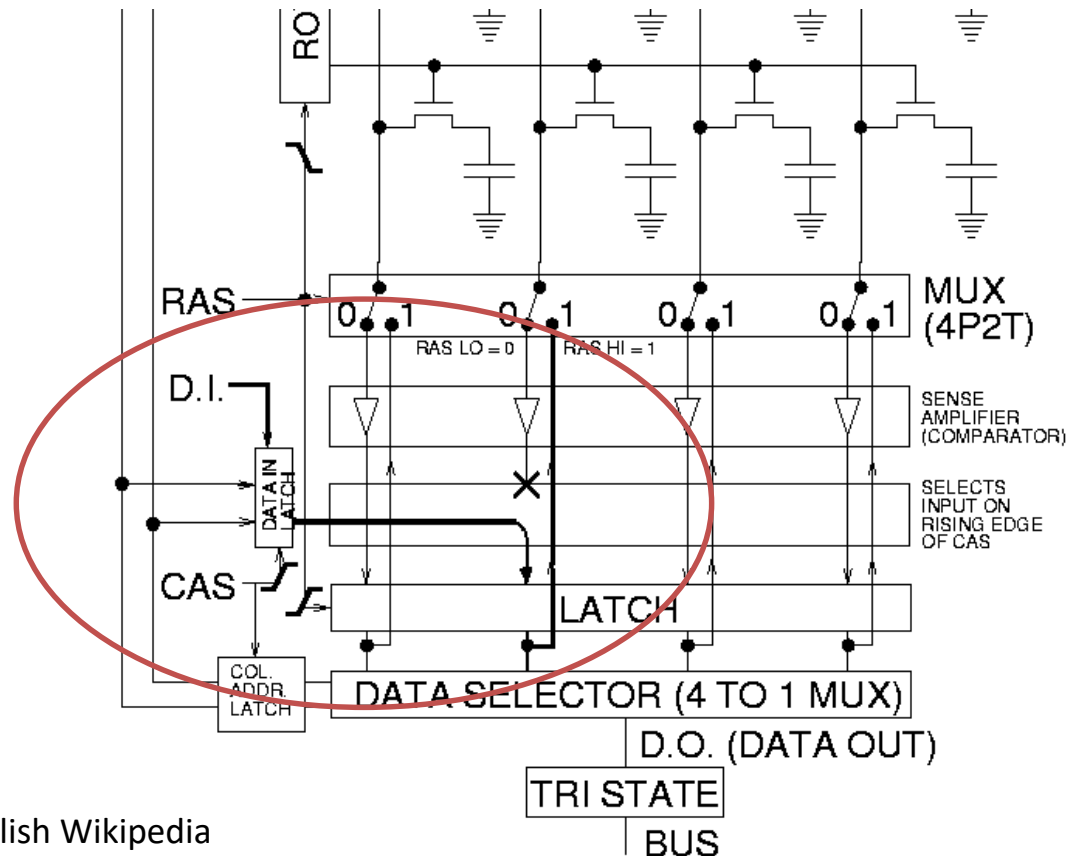 RO
RAS
0 1 0 1 0 1 0 1
MUX
(4P2T)
RAS LO = 0
RAS HI = 1
D.I.
SENSE
AMPLIFIER
(COMPARATOR)
DATA IN
LATCH
SELECTS
INPUT ON
RISING EDGE
OF CAS
CAS
LATCH
COL.
ADDR.
LATCH
DATA SELECTOR (4 TO 1 MUX)
D.O. (DATA OUT)
TRI STATE
BUS
lish Wikipedia